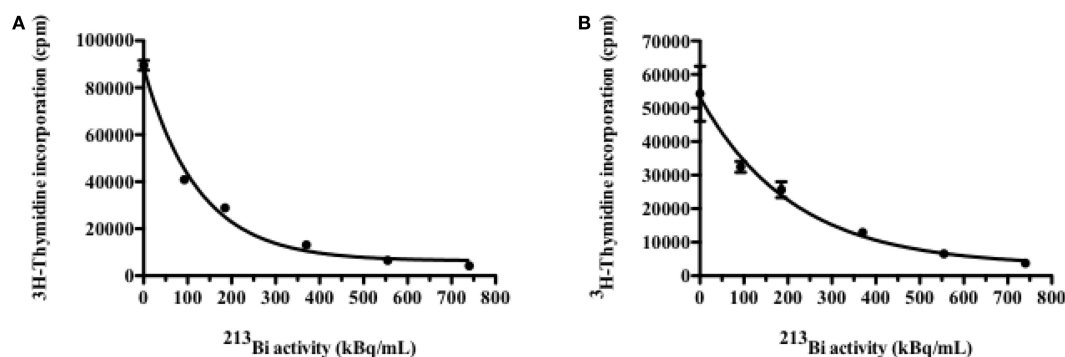 A
3H-Thymidine incorporation (cpm)
100000
80000
60000
40000
20000
0
0 100 200 300 400 500 600 700 800
²¹³Bi activity (kBq/mL)
B
³H-Thymidine incorporation (cpm)
70000
60000
50000
40000
30000
20000
10000
0
0 100 200 300 400 500 600 700 800
²¹³Bi activity (kBq/mL)